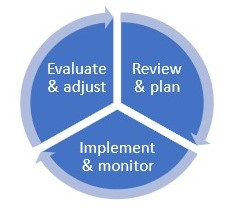 Evaluate
& adjust
Review
& plan
Implement
& monitor